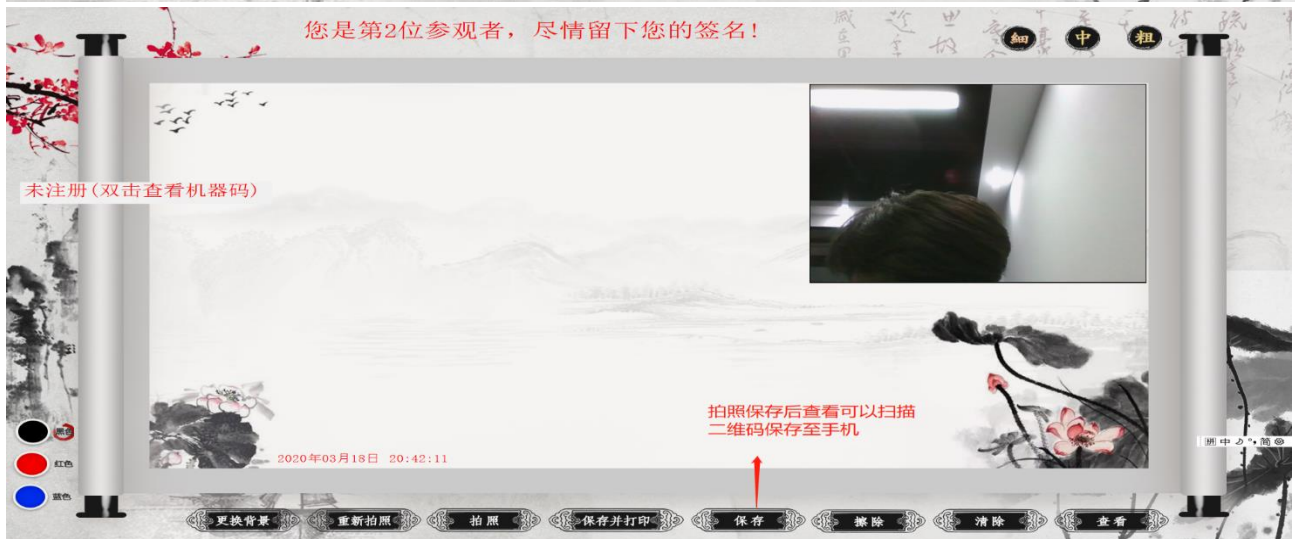 您是第2位参观者，尽情留下您的签名！
細 中 粗
未注册(双击查看机器码)
拍照保存后查看可以扫描
二维码保存至手机
黑色
红色
蓝色
2020年03月18日 20:42:11
拼 中 简
更换背景 重新拍照 拍照 保存并打印 保存 擦除 清除 查看